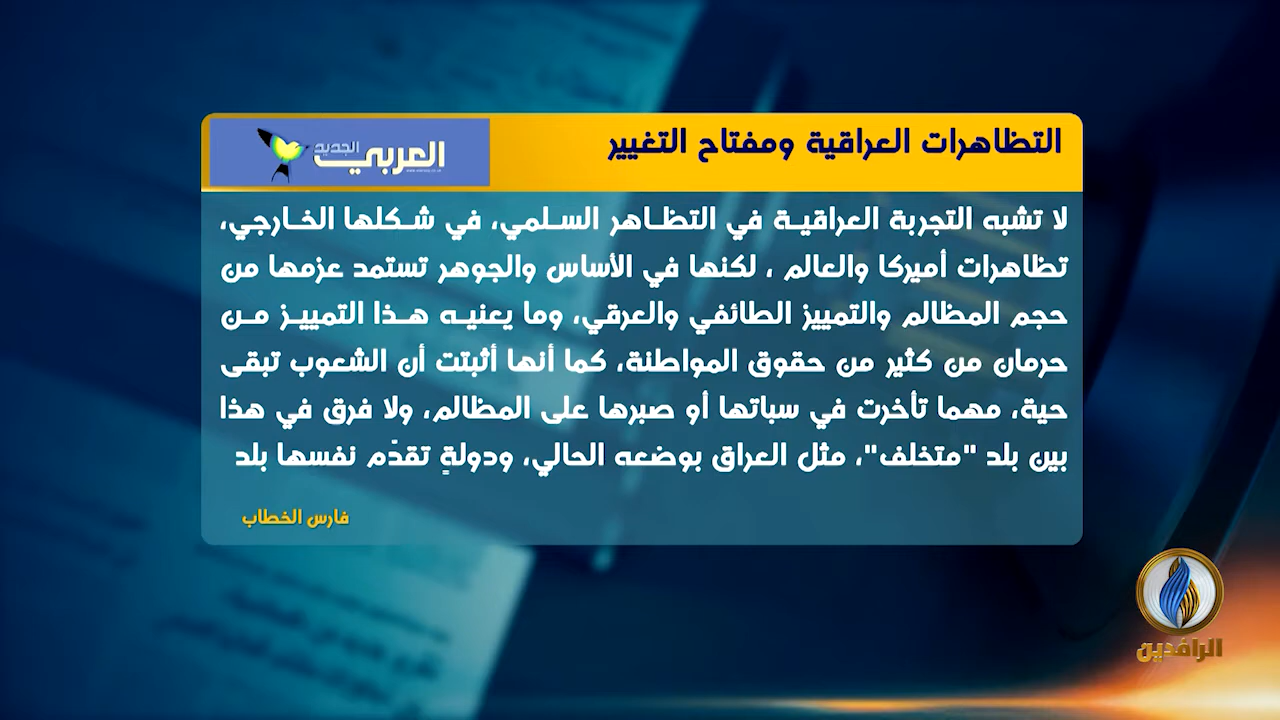 التظاهرات العراقية ومفتاح التغيير
العربي الجديد
لا تشبه التجربة العراقية في التظاهر السلمي، في شكلها الخارجي،
تظاهرات أميركا والعالم ، لكنها في الأساس والجوهر تستمد عزمها من
حجم المظالم والتمييز الطائفي والعرقي، وما يعنيه هذا التمييز من
حرمان من كثير من حقوق المواطنة، كما أنها أثبتت أن الشعوب تبقى
حية، مهما تأخرت في سباتها أو صبرها على المظالم، ولا فرق في هذا
بين بلد "متخلف"، مثل العراق بوضعه الحالي، ودولةٍ تقدّم نفسها بلد
فارس الخطاب
الرافدين